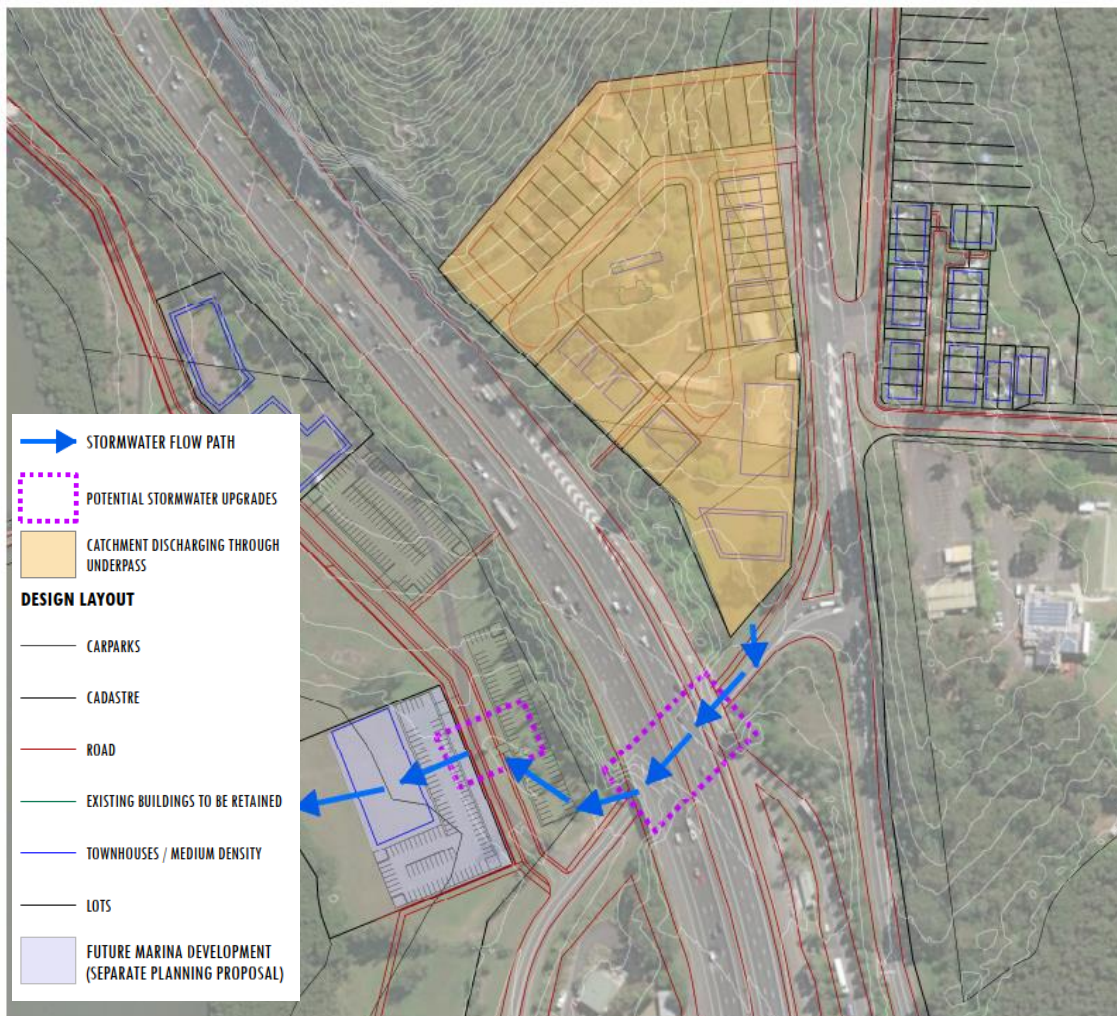 STORMWATER FLOW PATH
POTENTIAL STORMWATER UPGRADES
CATCHMENT DISCHARGING THROUGH
UNDERPASS
DESIGN LAYOUT
CARPARKS
CADASTRE
ROAD
EXISTING BUILDINGS TO BE RETAINED
TOWNHOUSES / MEDIUM DENSITY
LOTS
FUTURE MARINA DEVELOPMENT
(SEPARATE PLANNING PROPOSAL)